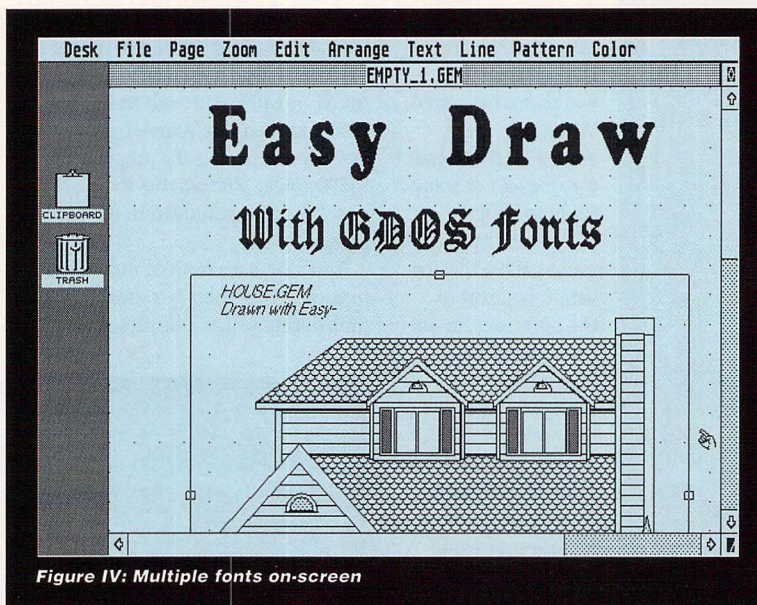 Desk File Page Zoom Edit Arrange Text Line Pattern Color
EMPTY_1.GEM
Easy Draw
With GDOS Fonts
CLIPBOARD
TRASH
HOUSE.GEM
Drawn with Easy-
Figure IV: Multiple fonts on-screen